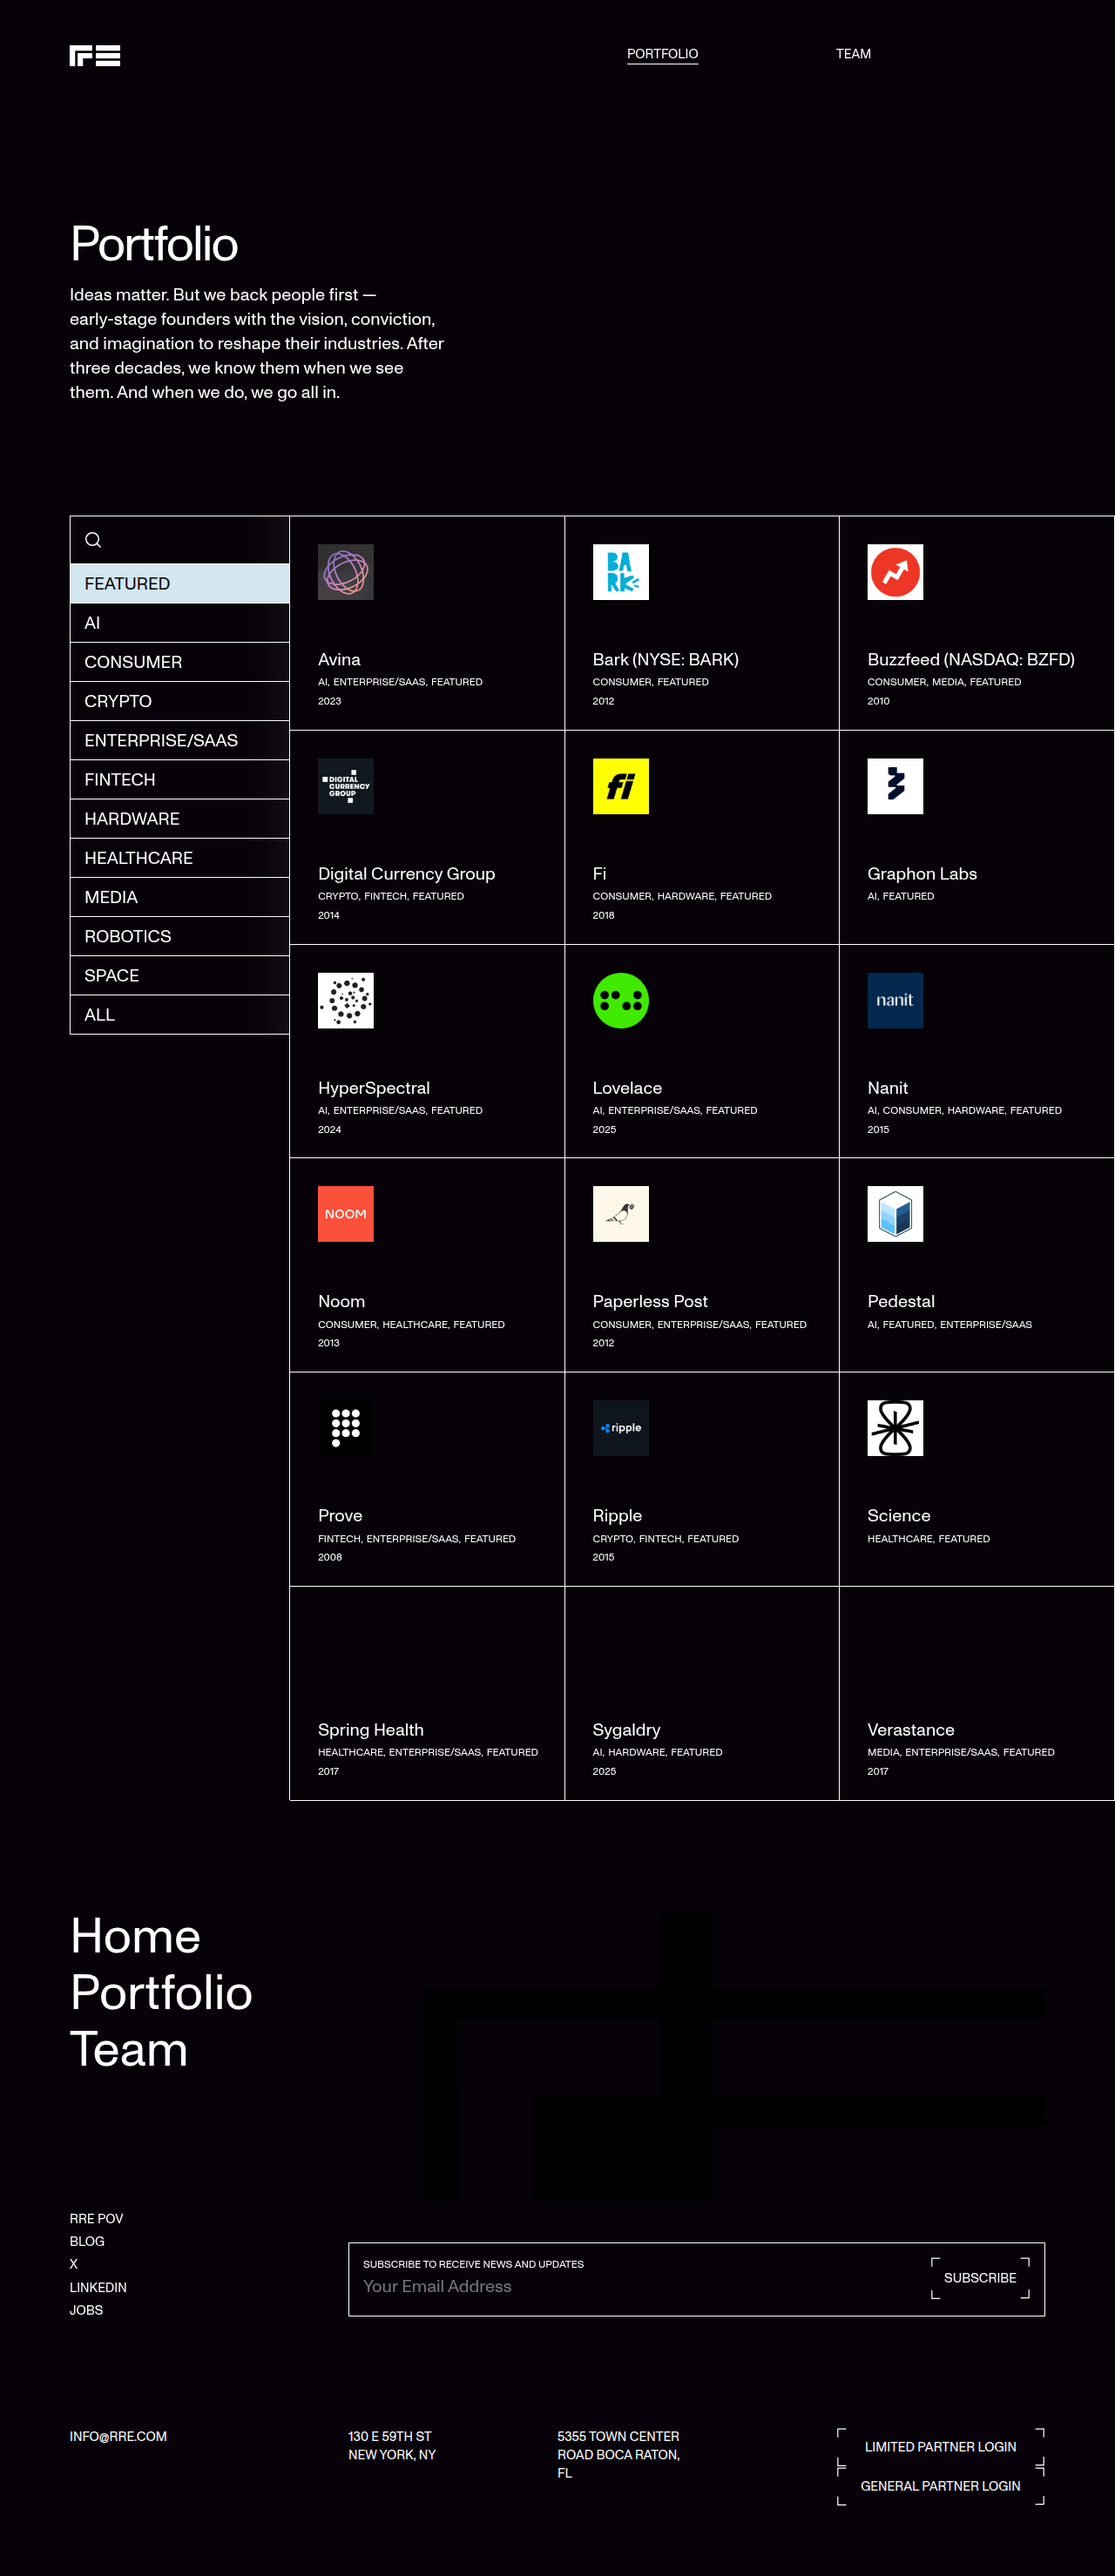 PORTFOLIO
TEAM
Portfolio
Ideas matter. But we back people first —
early-stage founders with the vision, conviction,
and imagination to reshape their industries. After
three decades, we know them when we see
them. And when we do, we go all in.
FEATURED
AI
CONSUMER
CRYPTO
ENTERPRISE/SAAS
FINTECH
HARDWARE
HEALTHCARE
MEDIA
ROBOTICS
SPACE
ALL
Avina
AI, ENTERPRISE/SAAS, FEATURED
2023
BARK
Bark (NYSE: BARK)
CONSUMER, FEATURED
2012
Buzzfeed (NASDAQ: BZFD)
CONSUMER, MEDIA, FEATURED
2010
DIGITAL
CURRENCY
GROUP
Digital Currency Group
CRYPTO, FINTECH, FEATURED
2014
fi
Fi
CONSUMER, HARDWARE, FEATURED
2018
Graphon Labs
AI, FEATURED
HyperSpectral
AI, ENTERPRISE/SAAS, FEATURED
2024
Lovelace
AI, ENTERPRISE/SAAS, FEATURED
2025
nanit
Nanit
AI, CONSUMER, HARDWARE, FEATURED
2015
NOOM
Noom
CONSUMER, HEALTHCARE, FEATURED
2013
Paperless Post
CONSUMER, ENTERPRISE/SAAS, FEATURED
2012
Pedestal
AI, FEATURED, ENTERPRISE/SAAS
Prove
FINTECH, ENTERPRISE/SAAS, FEATURED
2008
ripple
Ripple
CRYPTO, FINTECH, FEATURED
2015
Science
HEALTHCARE, FEATURED
Spring Health
HEALTHCARE, ENTERPRISE/SAAS, FEATURED
2017
Sygaldry
AI, HARDWARE, FEATURED
2025
Verastance
MEDIA, ENTERPRISE/SAAS, FEATURED
2017
Home
Portfolio
Team
RRE POV
BLOG
X
LINKEDIN
JOBS
SUBSCRIBE TO RECEIVE NEWS AND UPDATES
Your Email Address
SUBSCRIBE
INFO@RRE.COM
130 E 59TH ST
NEW YORK, NY
5355 TOWN CENTER
ROAD BOCA RATON,
FL
LIMITED PARTNER LOGIN
GENERAL PARTNER LOGIN